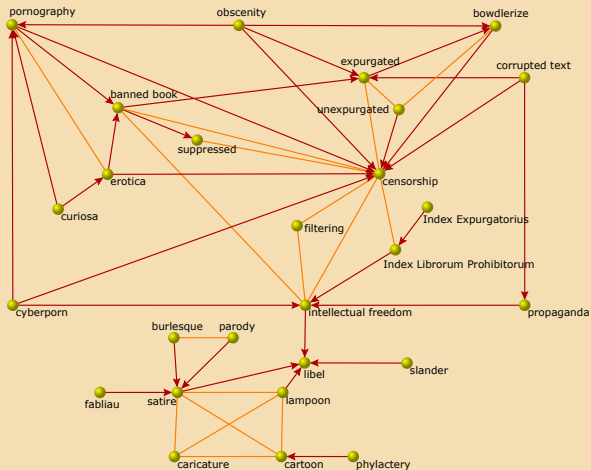 pornography
obscenity
bowdlerize
expurgated
corrupted text
banned book
unexpurgated
suppressed
erotica
censorship
curiosa
Index Expurgatorius
filtering
Index Librorum Prohibitorum
cyberporn
intellectual freedom
propaganda
burlesque
parody
libel
slander
fabliau
satire
lampoon
caricature
cartoon
phylactery